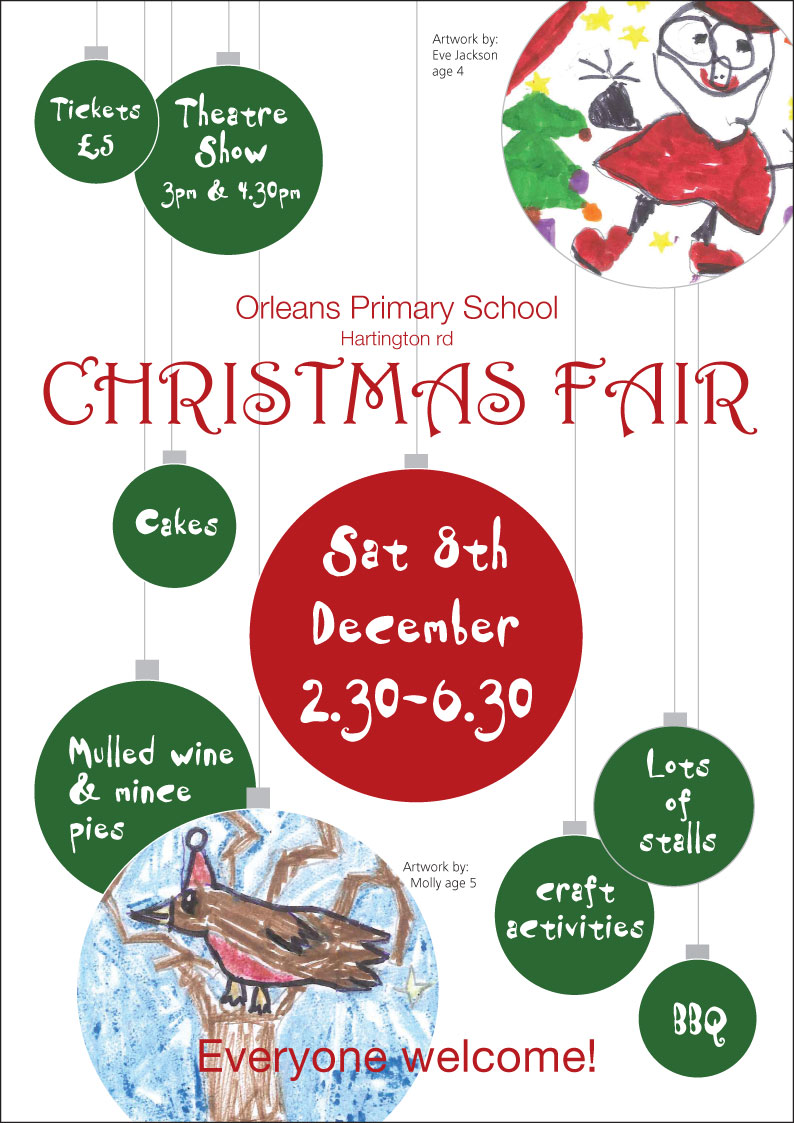 Artwork by:
Eve Jackson
age 4
Tickets
£5
Theatre
Show
3pm & 4.30pm
Orleans Primary School
Hartington rd
CHRISTMAS FAIR
Cakes
Sat 8th
December
2.30-6.30
Mulled wine
& mince
pies
Lots
of
stalls
Artwork by:
Molly age 5
craft
activities
BBQ
Everyone welcome!